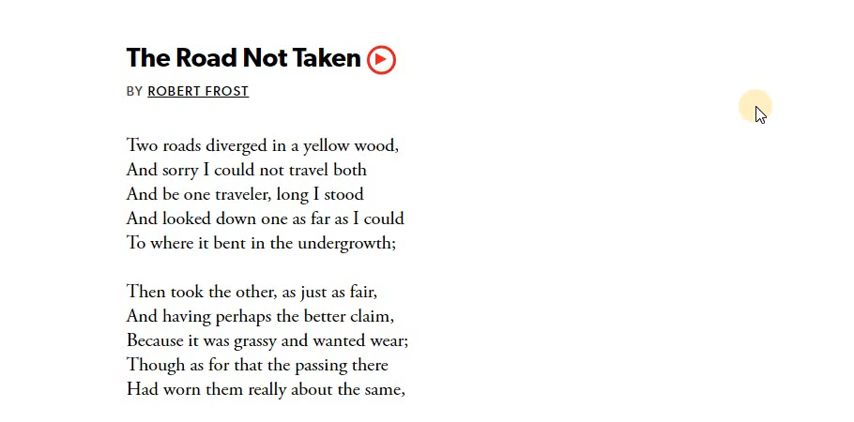 The Road Not Taken
BY ROBERT FROST
Two roads diverged in a yellow wood,
And sorry I could not travel both
And be one traveler, long I stood
And looked down one as far as I could
To where it bent in the undergrowth;
Then took the other, as just as fair,
And having perhaps the better claim,
Because it was grassy and wanted wear;
Though as for that the passing there
Had worn them really about the same,